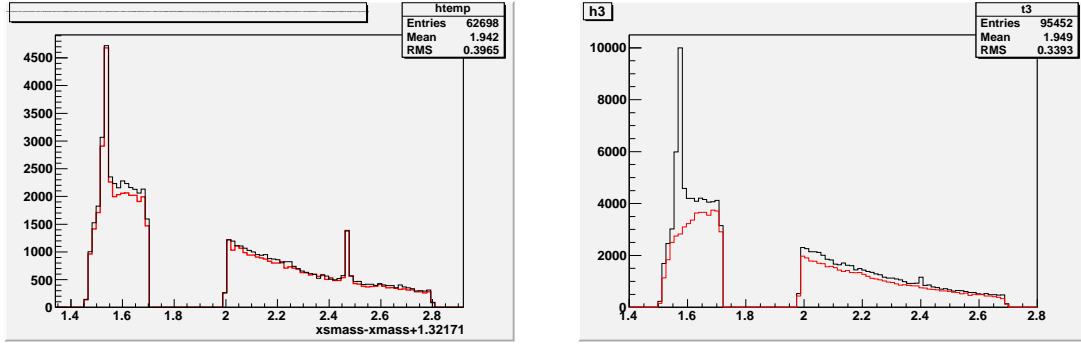 htemp
Entries 62698
Mean 1.942
RMS 0.3965
4500
4000
3500
3000
2500
2000
1500
1000
500
0
1.4 1.6 1.8 2 2.2 2.4 2.6 2.8
xsmass-xmass+1.32171
h3
t3
Entries 95452
Mean 1.949
RMS 0.3393
10000
8000
6000
4000
2000
0
1.4 1.6 1.8 2 2.2 2.4 2.6 2.8